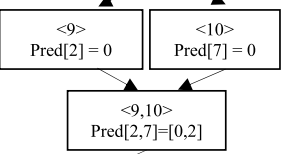 <9>
Pred[2] = 0
<10>
Pred[7] = 0
<9,10>
Pred[2,7]=[0,2]